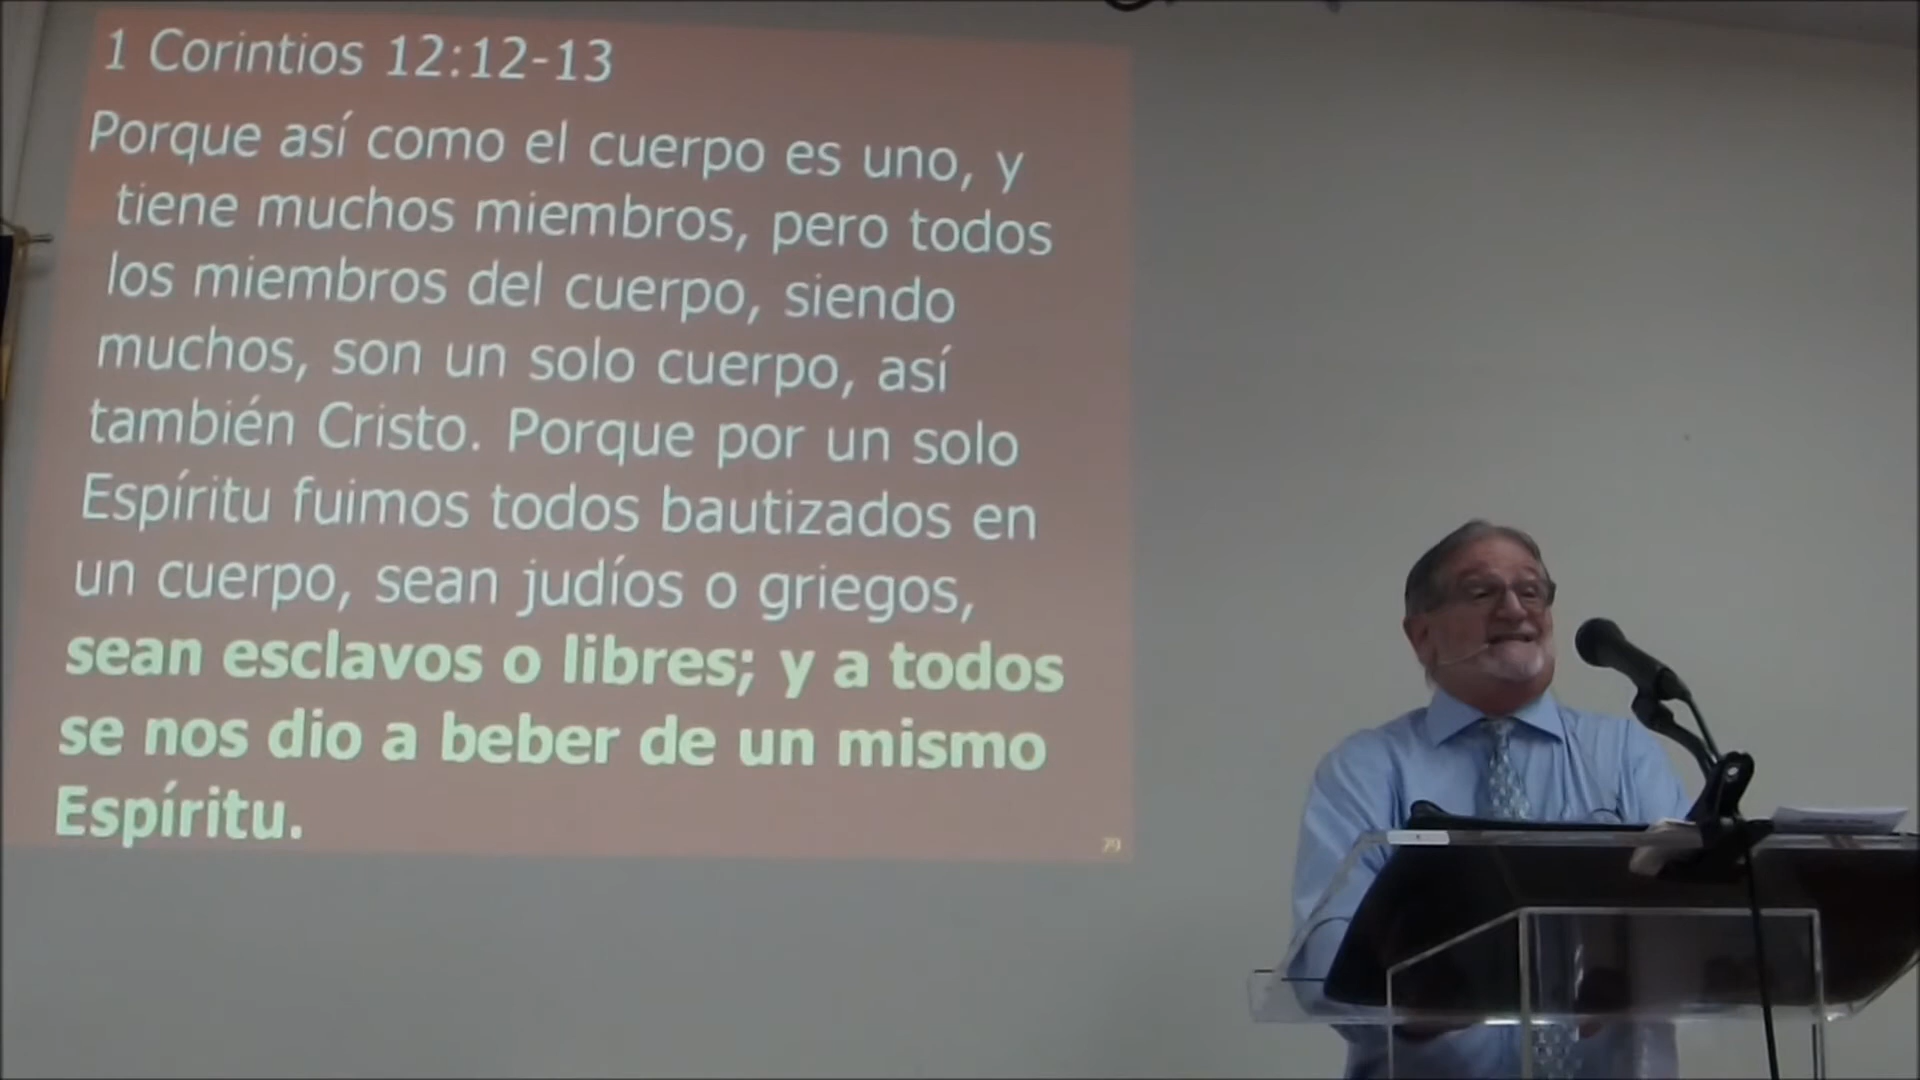 1 Corintios 12:12-13
Porque así como el cuerpo es uno, y
tiene muchos miembros, pero todos
los miembros del cuerpo, siendo
muchos, son un solo cuerpo, así
también Cristo. Porque por un solo
Espíritu fuimos todos bautizados en
un cuerpo, sean judíos o griegos,
sean esclavos o libres; y a todos
se nos dio a beber de un mismo
Espíritu.